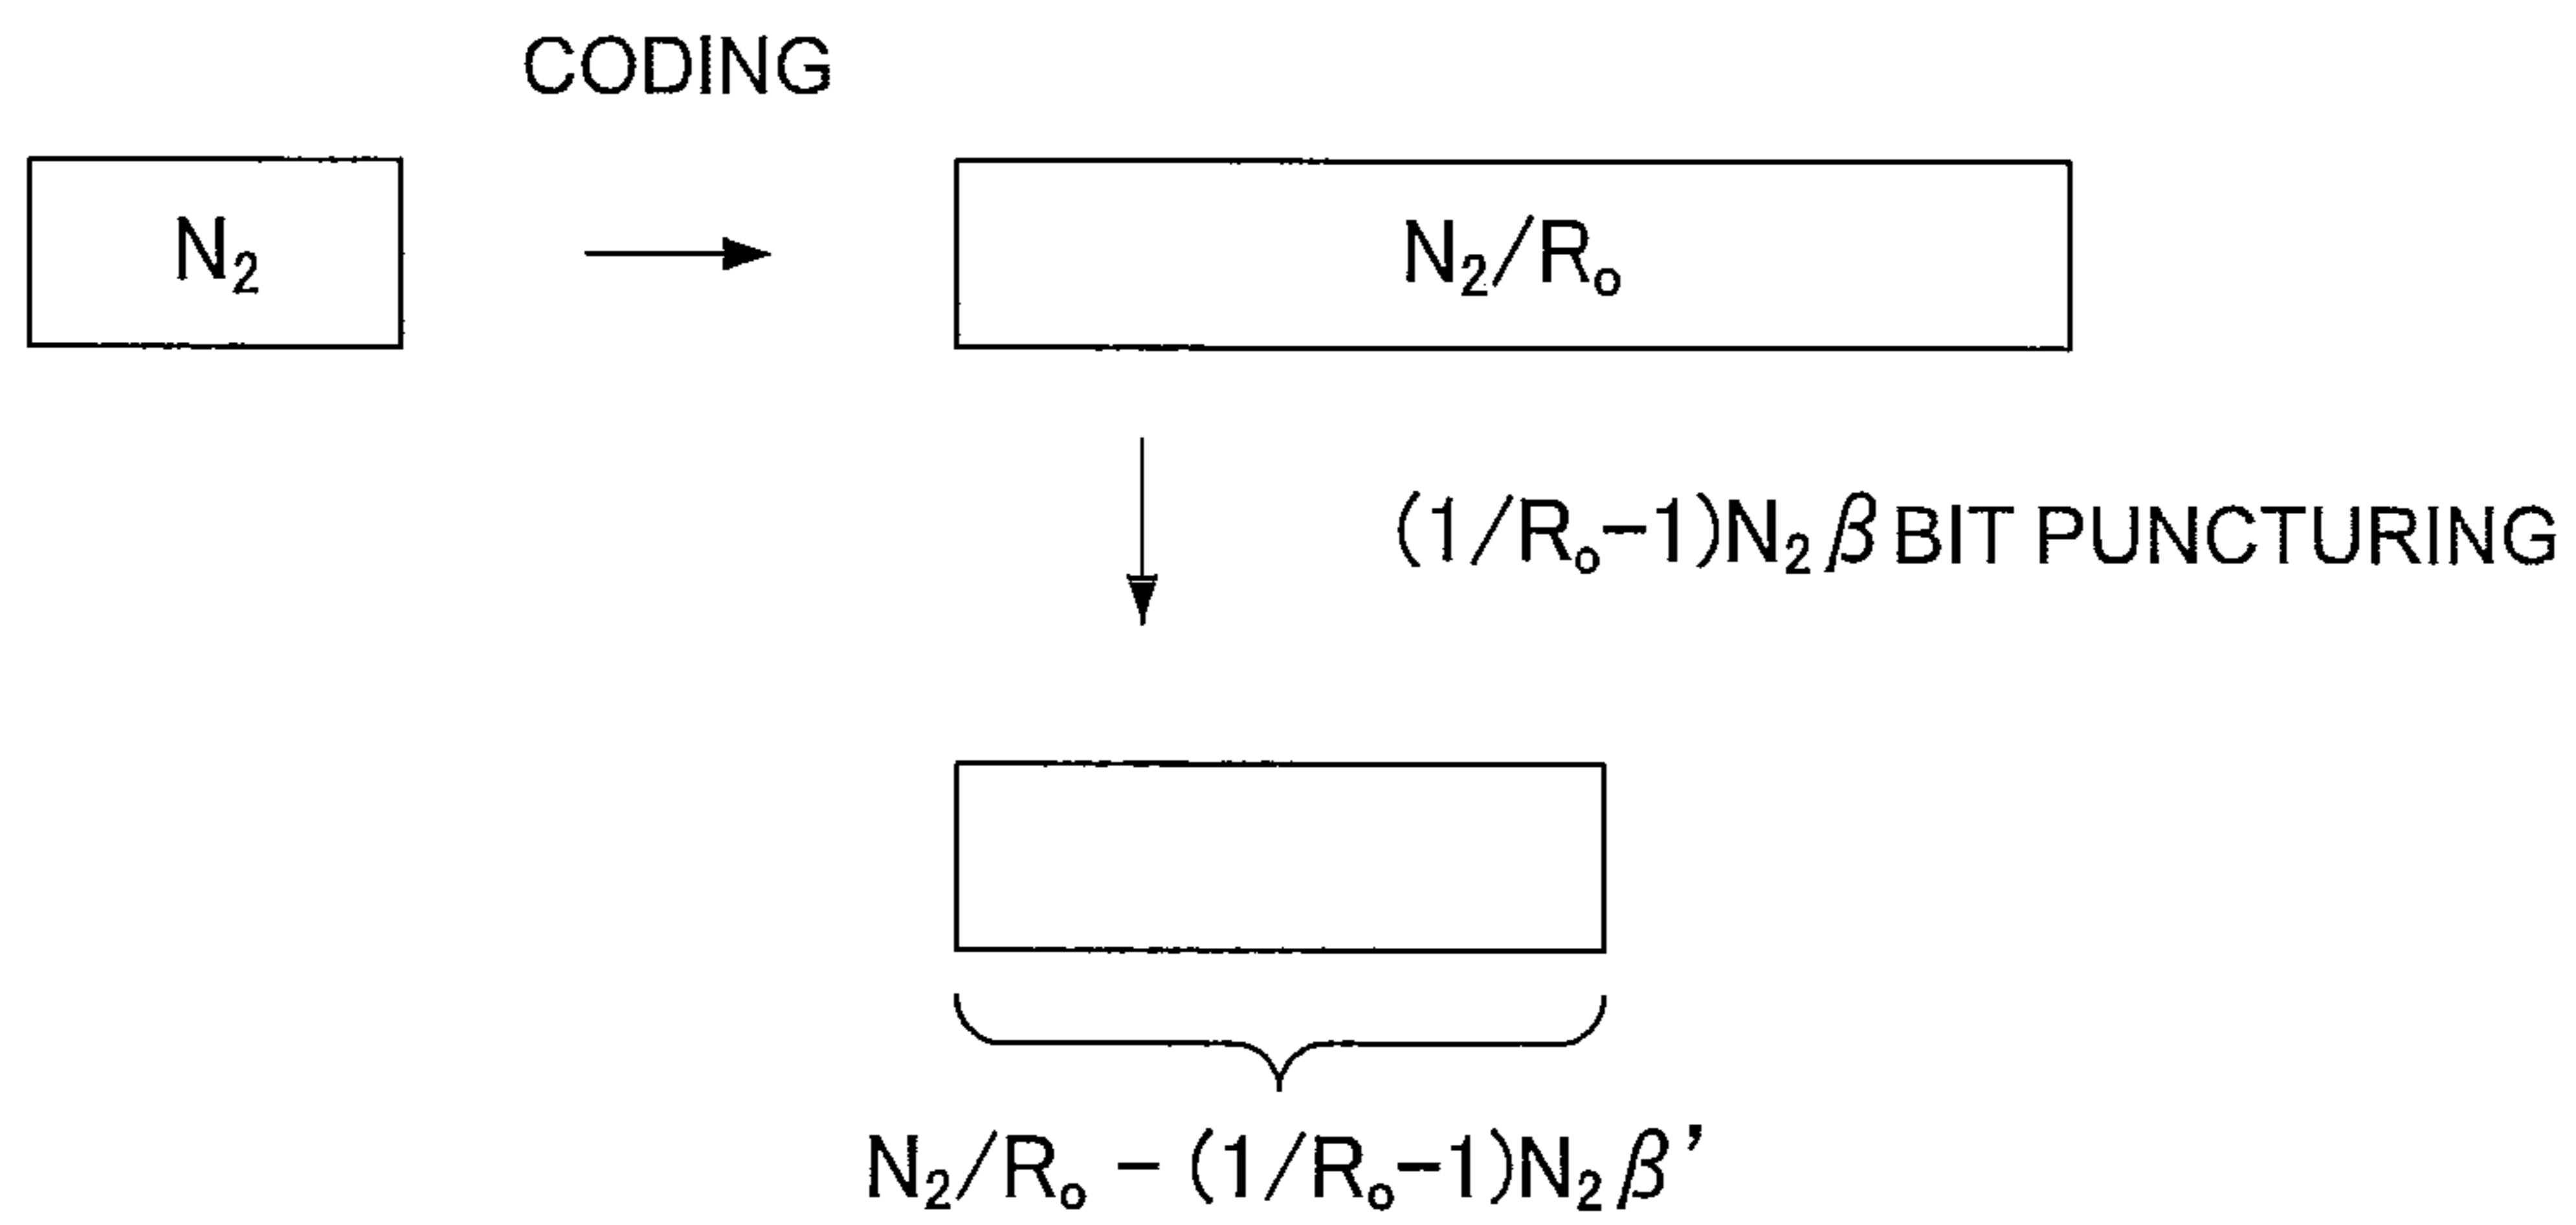 CODING
N₂
N₂/Rₒ
(1/Rₒ−1)N₂β BIT PUNCTURING
N₂/Rₒ − (1/Rₒ−1)N₂β’